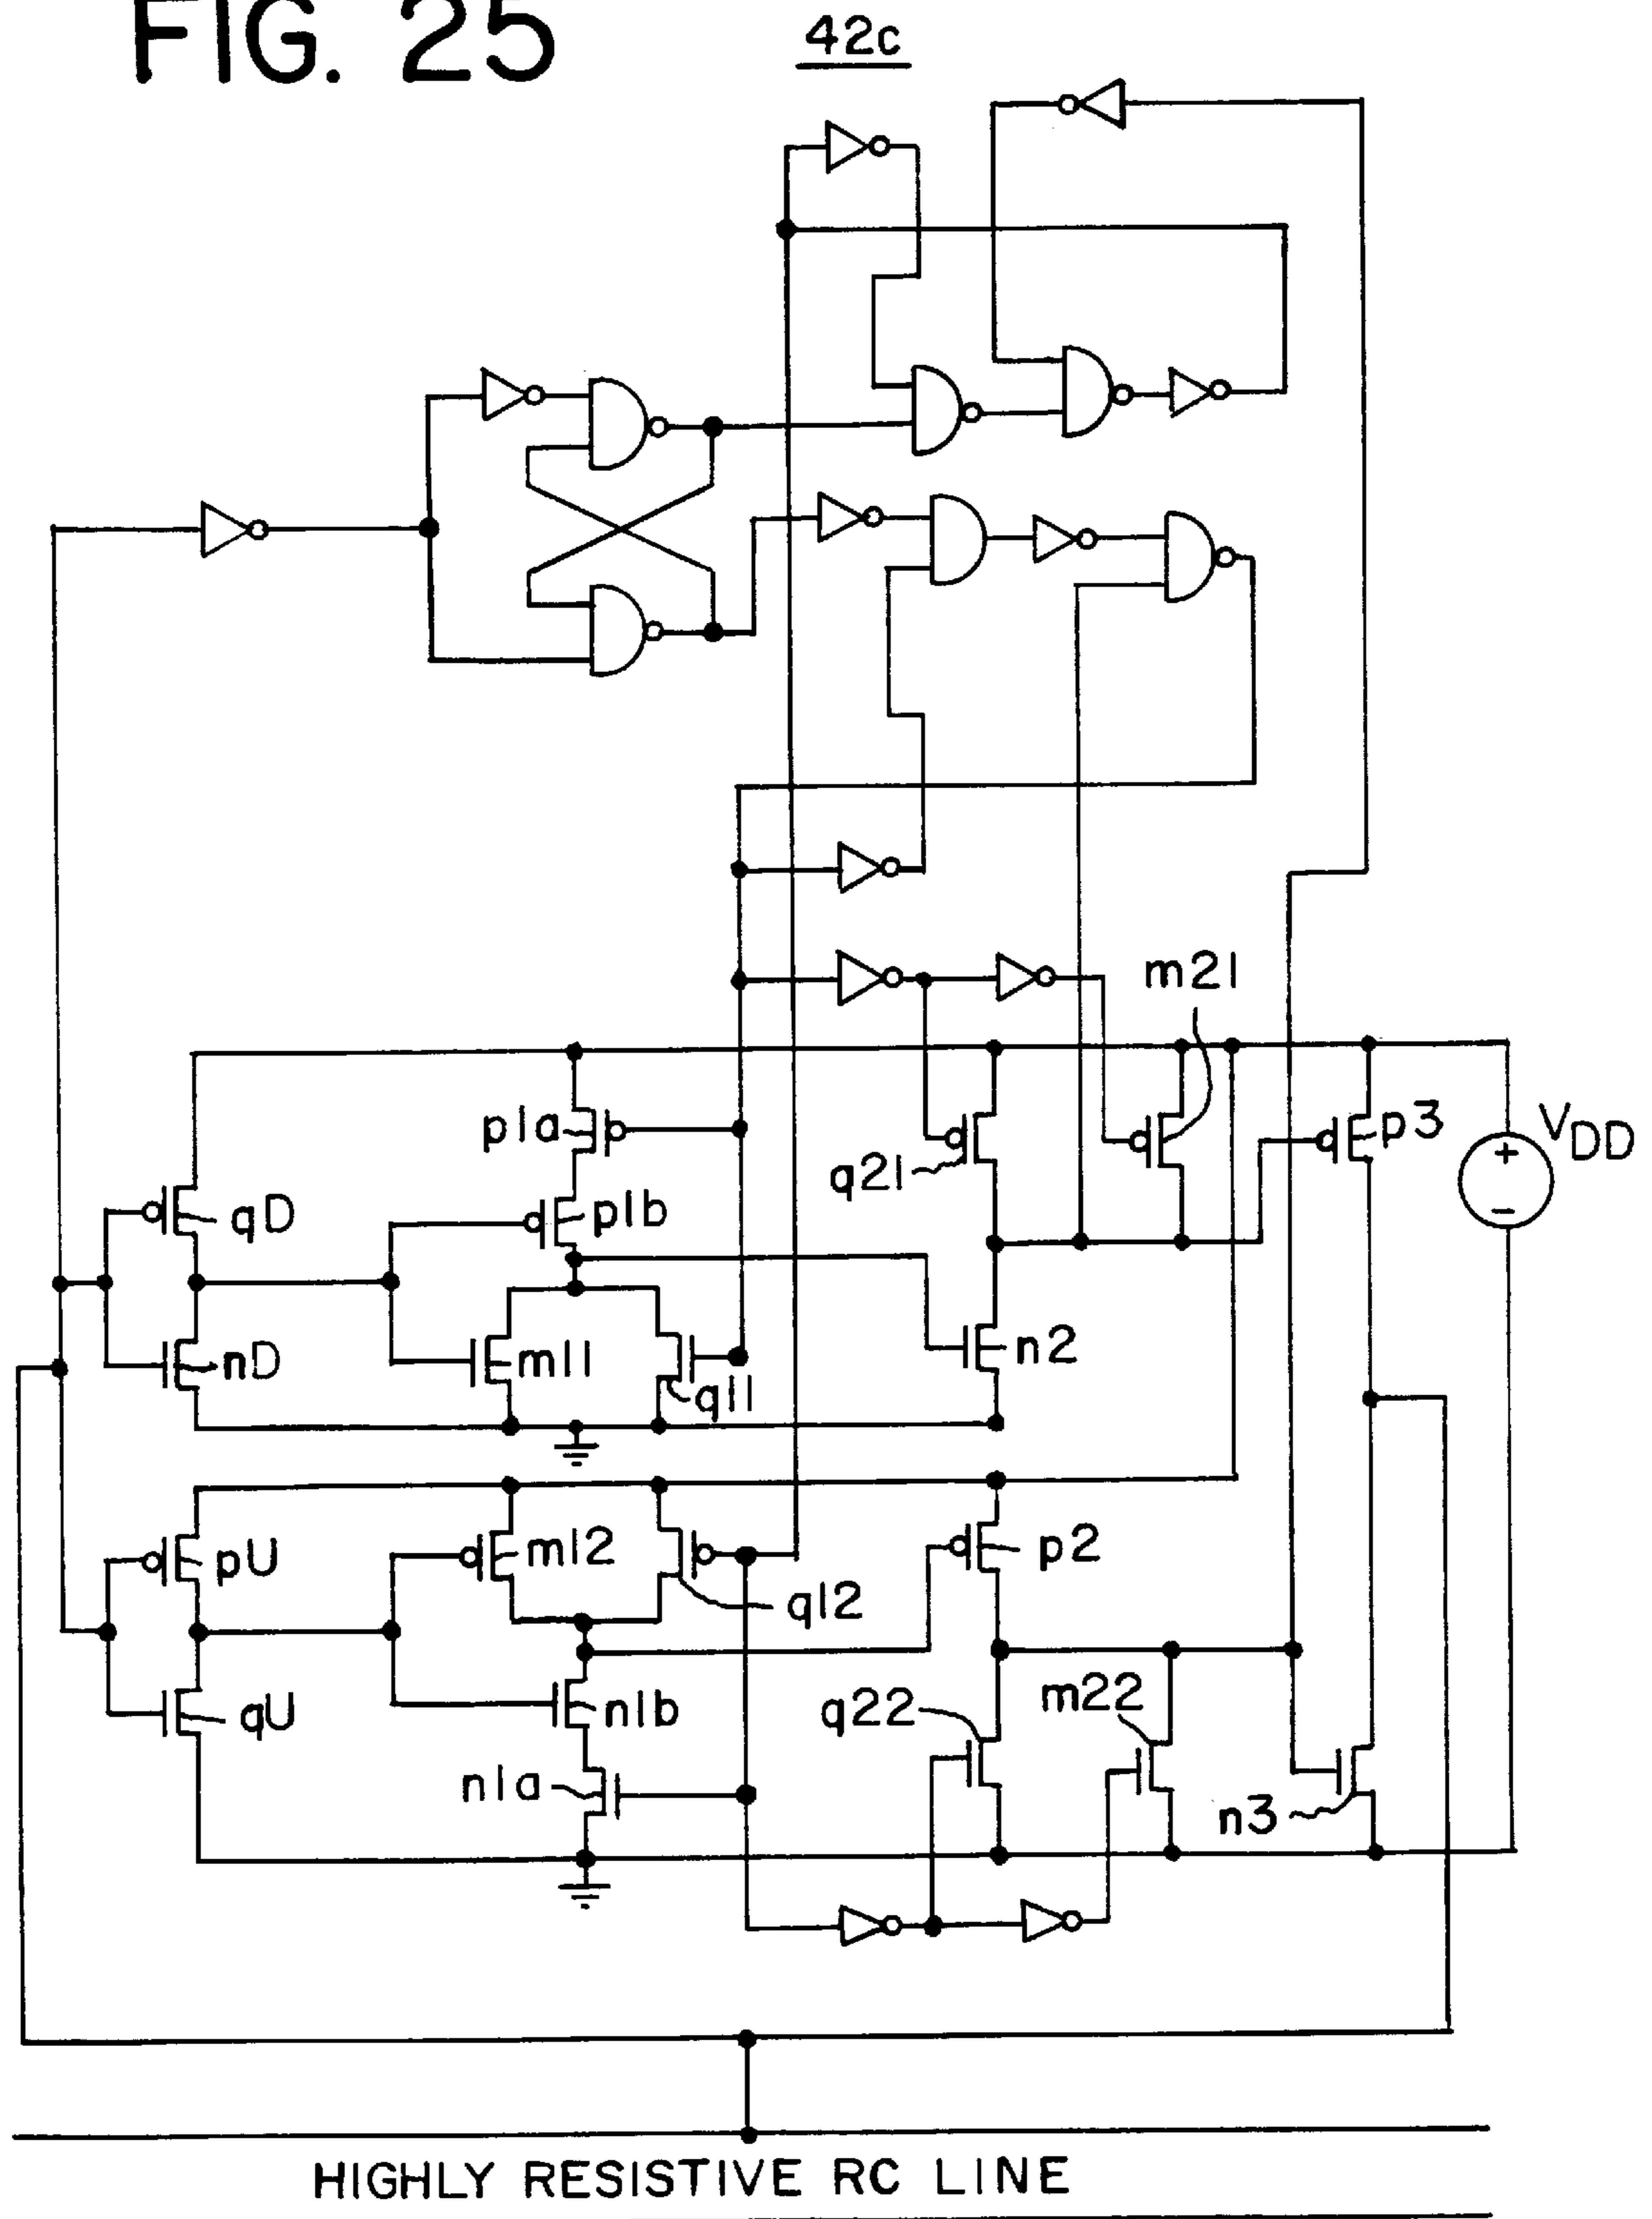 FIG. 25
42c
m21
p1a
p3
VDD
+
−
q21
qD
p1b
nD
m11
q11
n2
pU
m12
p2
q12
qU
n1b
q22
m22
n1a
n3
HIGHLY RESISTIVE RC LINE